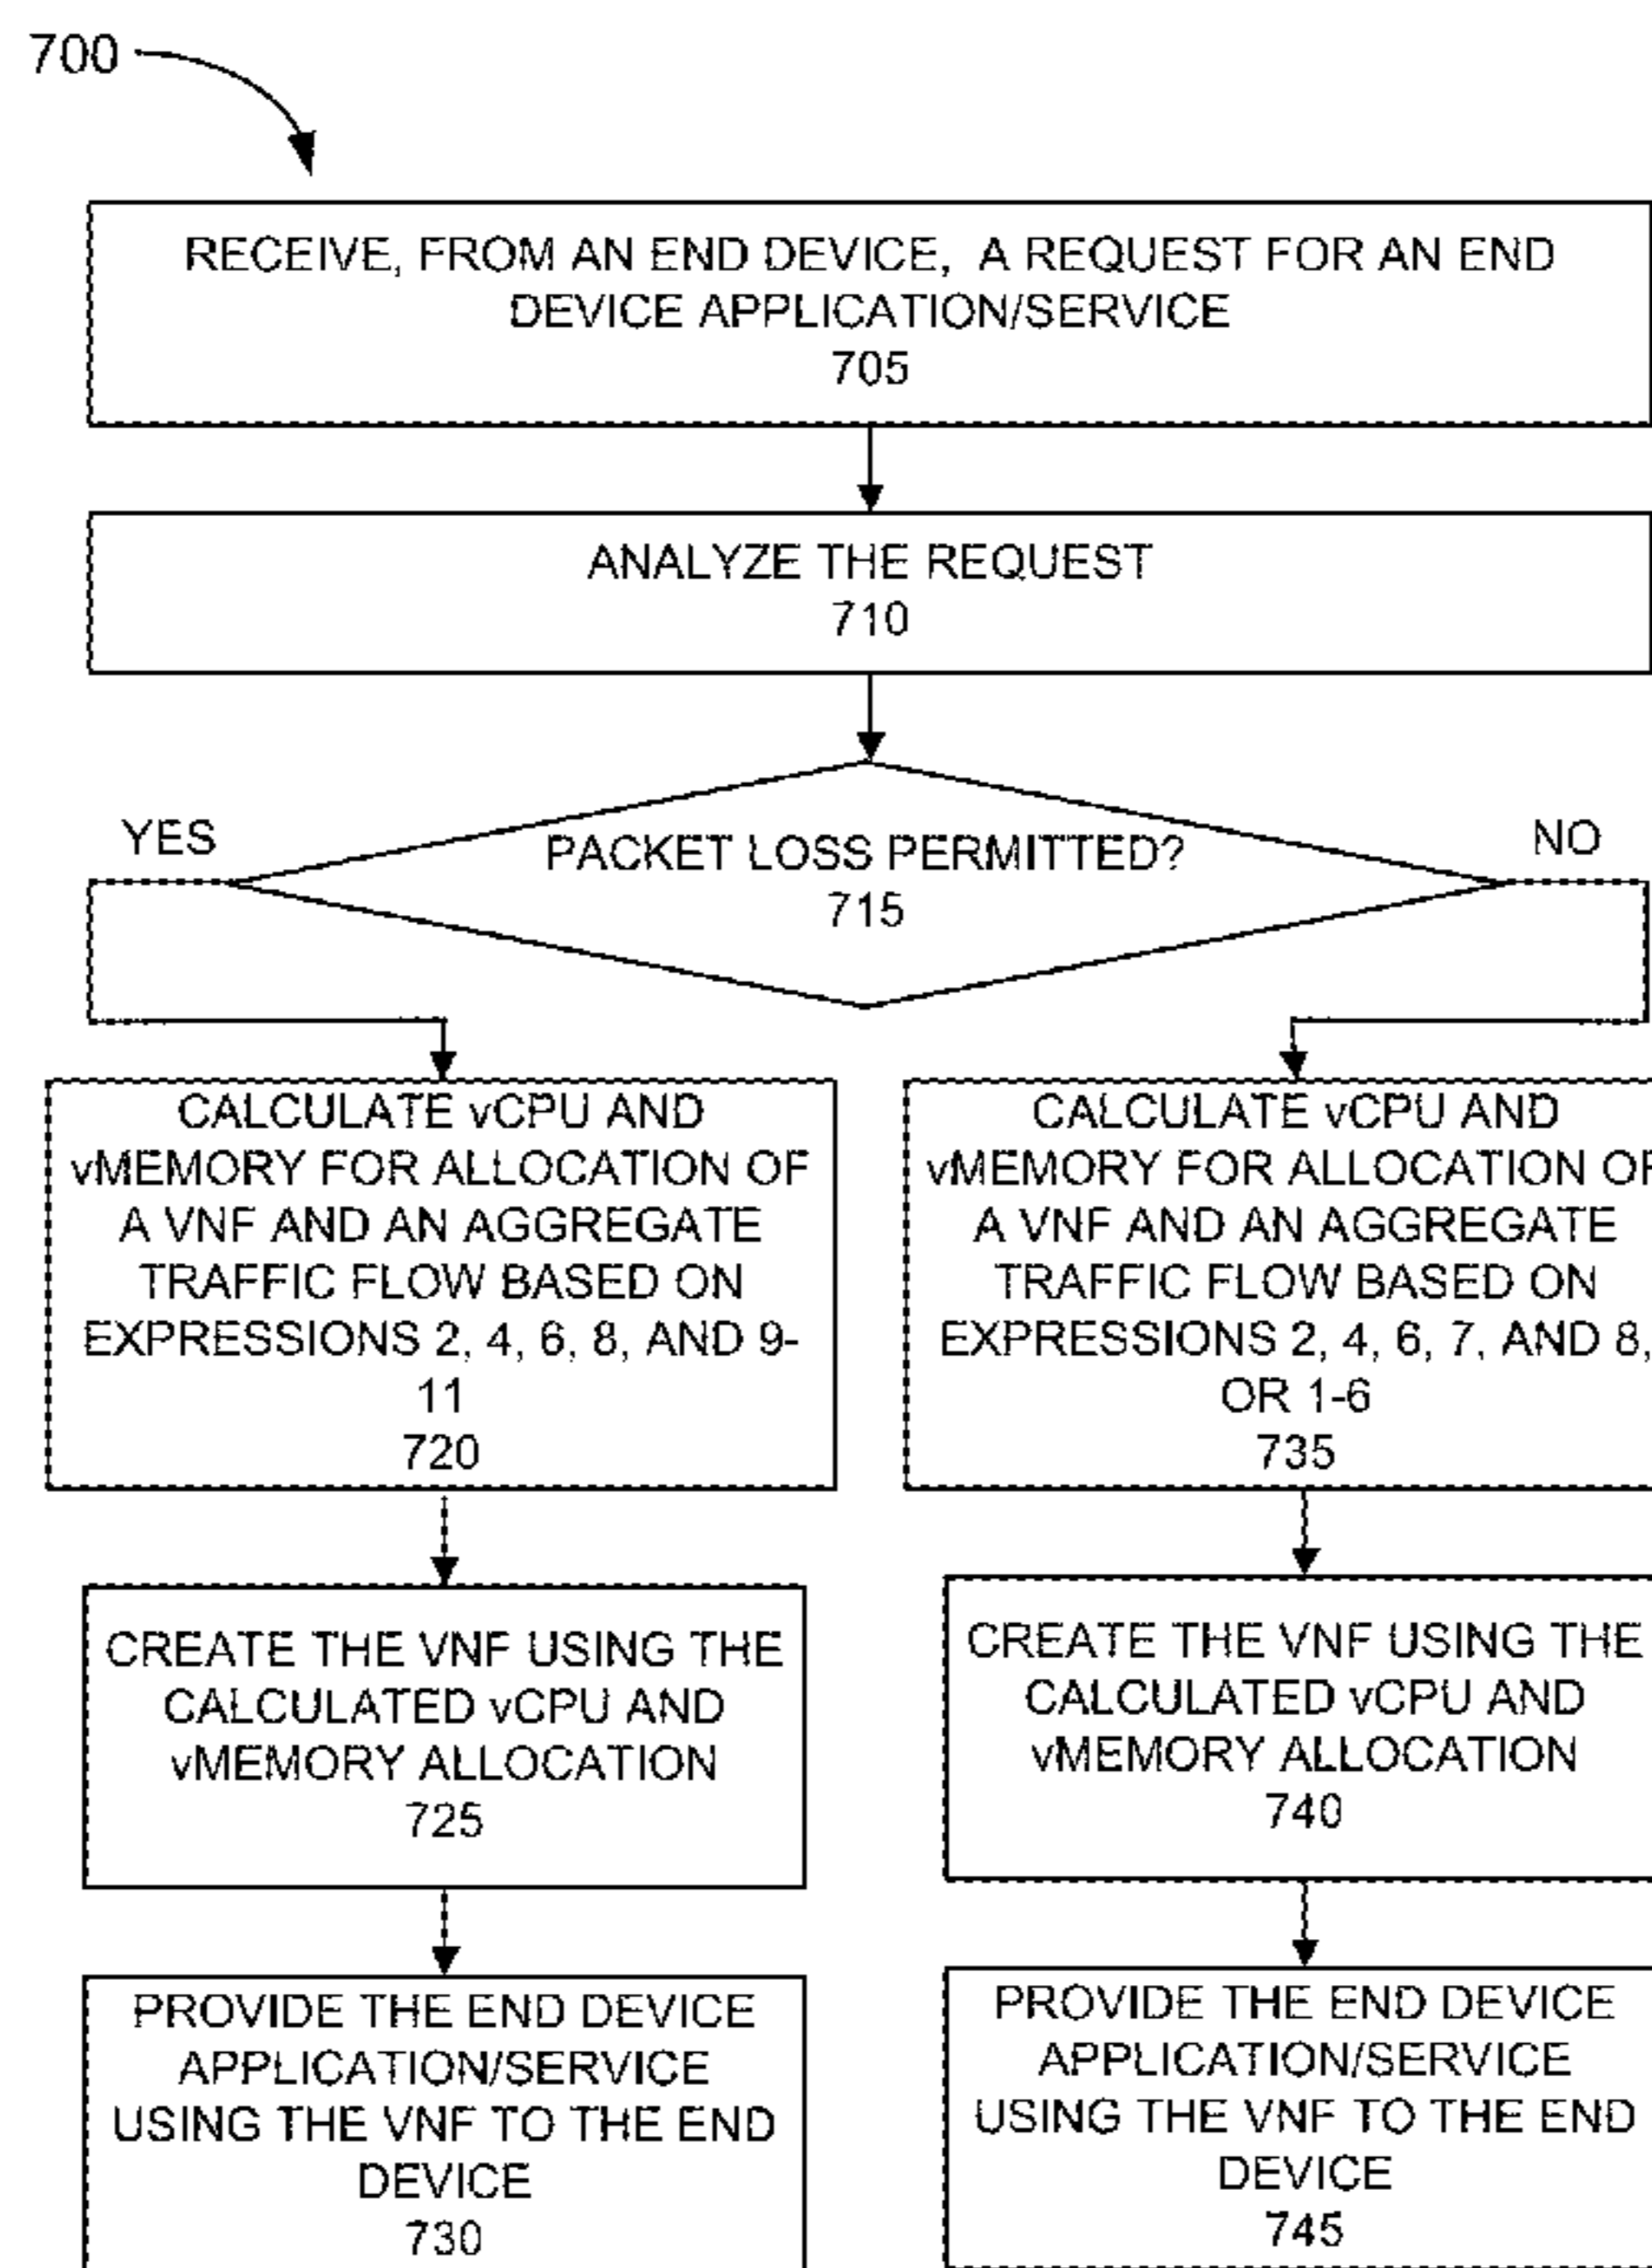 700
RECEIVE, FROM AN END DEVICE, A REQUEST FOR AN END
DEVICE APPLICATION/SERVICE
705
ANALYZE THE REQUEST
710
PACKET LOSS PERMITTED?
715
YES
NO
CALCULATE vCPU AND
vMEMORY FOR ALLOCATION OF
A VNF AND AN AGGREGATE
TRAFFIC FLOW BASED ON
EXPRESSIONS 2, 4, 6, 8, AND 9-
11
720
CALCULATE vCPU AND
vMEMORY FOR ALLOCATION OF
A VNF AND AN AGGREGATE
TRAFFIC FLOW BASED ON
EXPRESSIONS 2, 4, 6, 7, AND 8,
OR 1-6
735
CREATE THE VNF USING THE
CALCULATED vCPU AND
vMEMORY ALLOCATION
725
CREATE THE VNF USING THE
CALCULATED vCPU AND
vMEMORY ALLOCATION
740
PROVIDE THE END DEVICE
APPLICATION/SERVICE
USING THE VNF TO THE END
DEVICE
730
PROVIDE THE END DEVICE
APPLICATION/SERVICE
USING THE VNF TO THE END
DEVICE
745